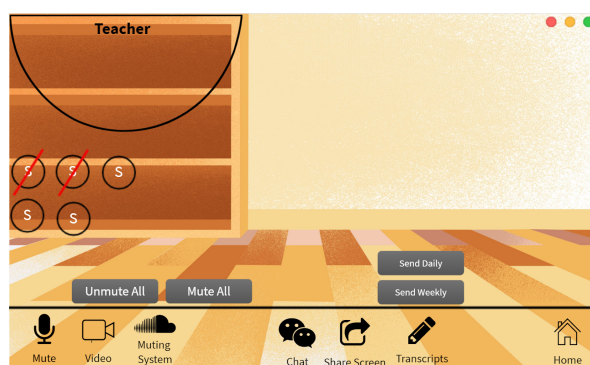 Teacher
S S S
S S
Send Daily
Unmute All Mute All Send Weekly
Mute Video Muting System Chat Share Screen Transcripts Home